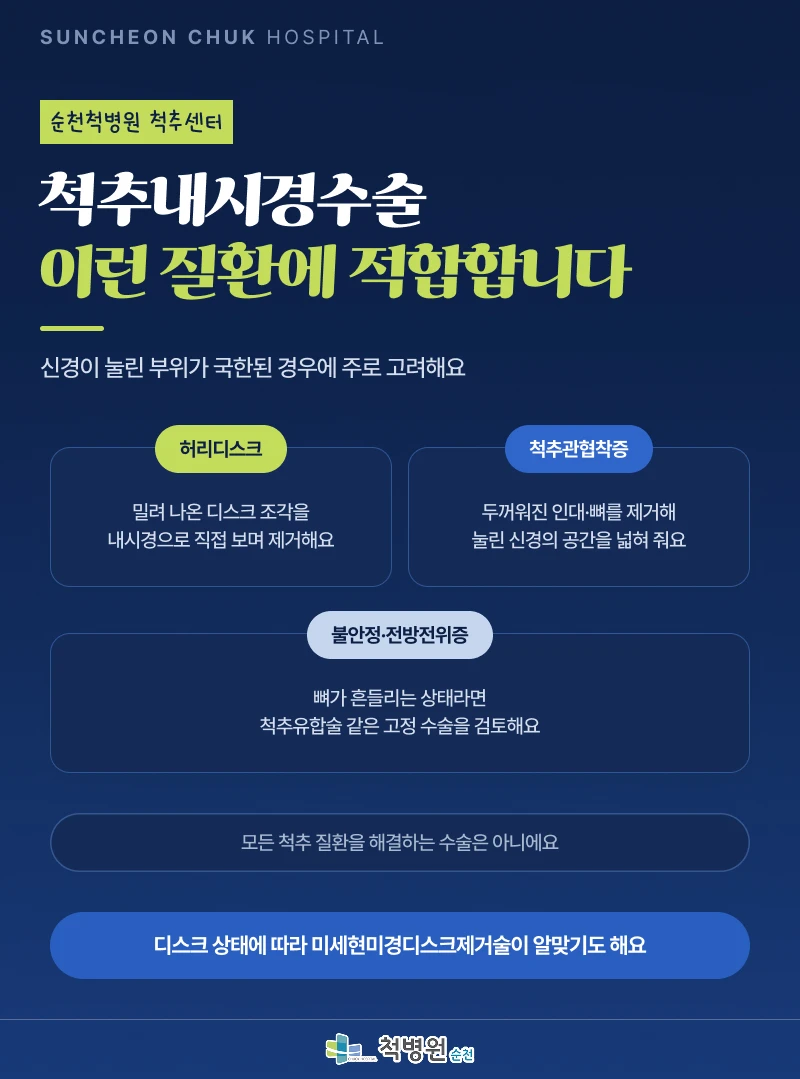 SUNCHEON CHUK HOSPITAL
순천척병원 척추센터
척추내시경수술
이런 질환에 적합합니다
신경이 눌린 부위가 국한된 경우에 주로 고려해요
허리디스크
밀려 나온 디스크 조각을
내시경으로 직접 보며 제거해요
척추관협착증
두꺼워진 인대·뼈를 제거해
눌린 신경의 공간을 넓혀 줘요
불안정·전방전위증
뼈가 흔들리는 상태라면
척추유합술 같은 고정 수술을 검토해요
모든 척추 질환을 해결하는 수술은 아니에요
디스크 상태에 따라 미세현미경디스크제거술이 알맞기도 해요
척병원 순천